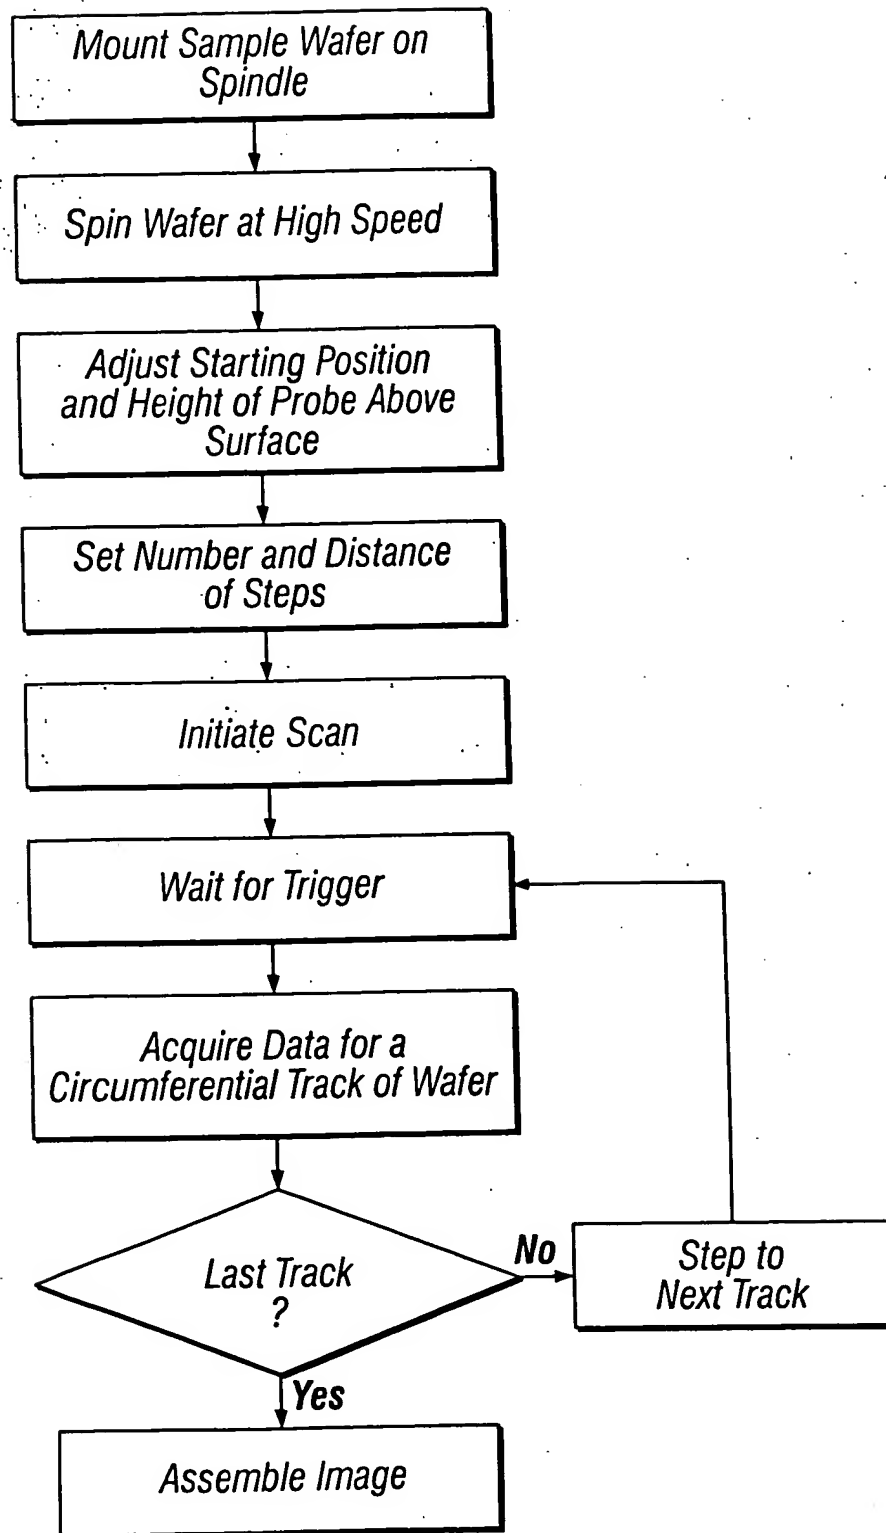 Mount Sample Wafer on
Spindle
Spin Wafer at High Speed
Adjust Starting Position
and Height of Probe Above
Surface
Set Number and Distance
of Steps
Initiate Scan
Wait for Trigger
Acquire Data for a
Circumferential Track of Wafer
Last Track
?
No
Step to
Next Track
Yes
Assemble Image